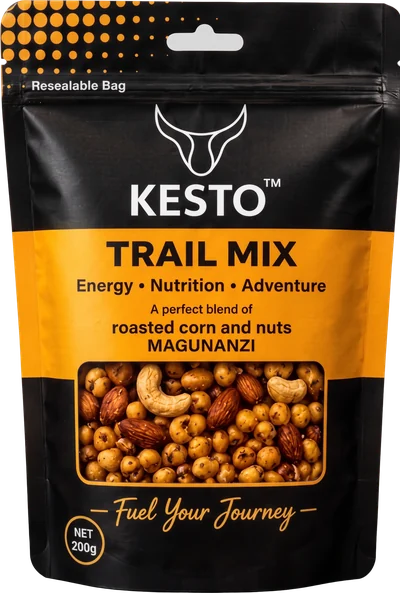 Resealable Bag
KESTO™
TRAIL MIX
Energy • Nutrition • Adventure
A perfect blend of
roasted corn and nuts
MAGUNANZI
— Fuel Your Journey —
NET
200g